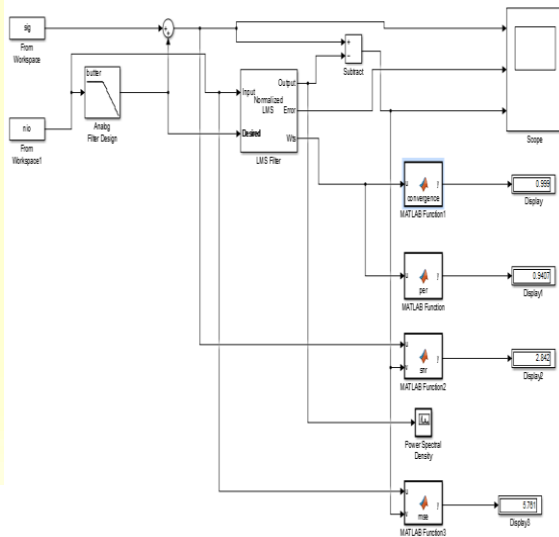 sig
From
Workspace
nio
From
Workspace1
butter
Analog
Filter Design
Input
Normalized
LMS
Desired
Output
Error
Wts
LMS Filter
Subtract
Scope
u
y
convergence
MATLAB Function1
0.999
Display
u
y
per
MATLAB Function
0.9407
Display1
u
y
v
snr
MATLAB Function2
2.842
Display2
Power Spectral
Density
u
y
v
mse
MATLAB Function3
5.761
Display3